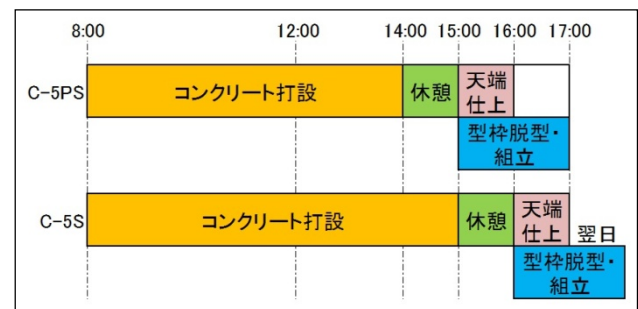 8:00 12:00 14:00 15:00 16:00 17:00
C-5PS コンクリート打設 休憩 天端
仕上
型枠脱型・
組立
C-5S コンクリート打設 休憩 天端
仕上 翌日
型枠脱型・
組立